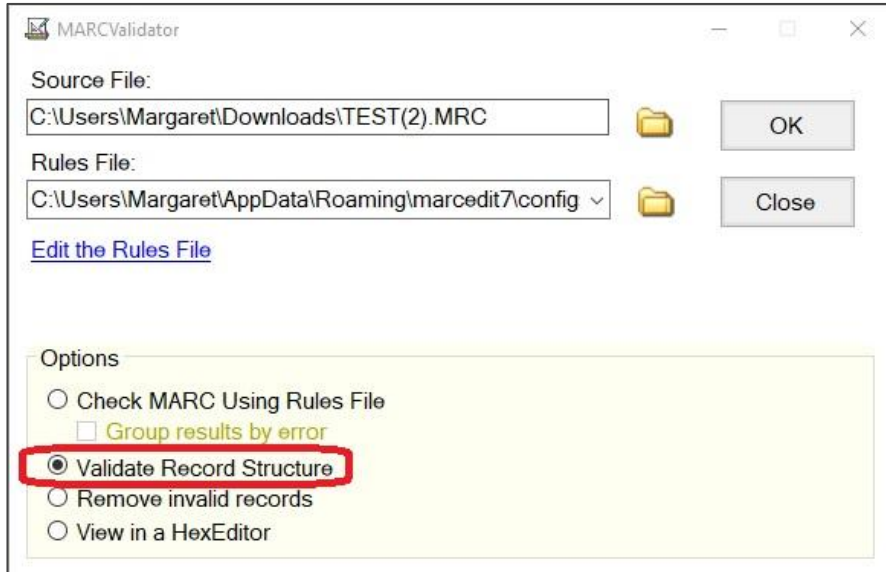 MARCValidator
Source File:
C:\Users\Margaret\Downloads\TEST(2).MRC
OK
Rules File:
C:\Users\Margaret\AppData\Roaming\marcedit7\config
Close
Edit the Rules File
Options
Check MARC Using Rules File
Group results by error
Validate Record Structure
Remove invalid records
View in a HexEditor